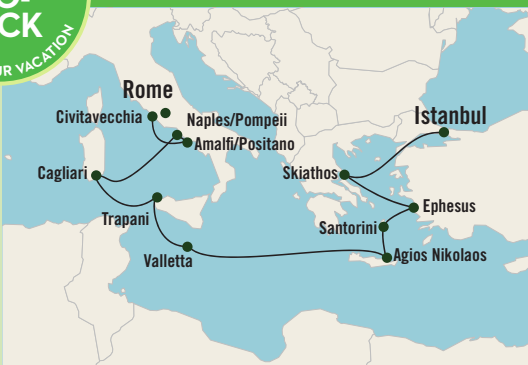 CK
UR VACATION
Rome
Civitavecchia
Naples/Pompeii
Amalfi/Positano
Istanbul
Cagliari
Skiathos
Trapani
Ephesus
Santorini
Valletta
Agios Nikolaos